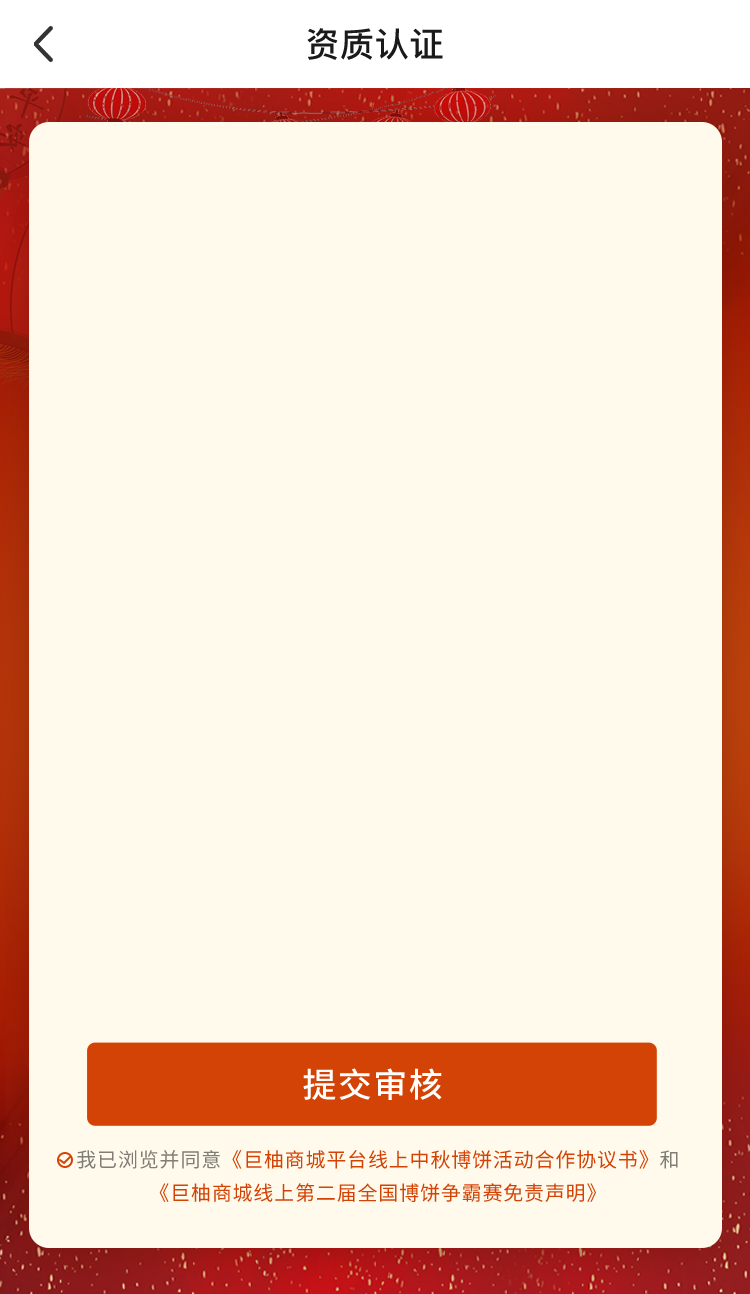 资质认证
提交审核
我已浏览并同意《巨柚商城平台线上中秋博饼活动合作协议书》和
《巨柚商城线上第二届全国博饼争霸赛免责声明》